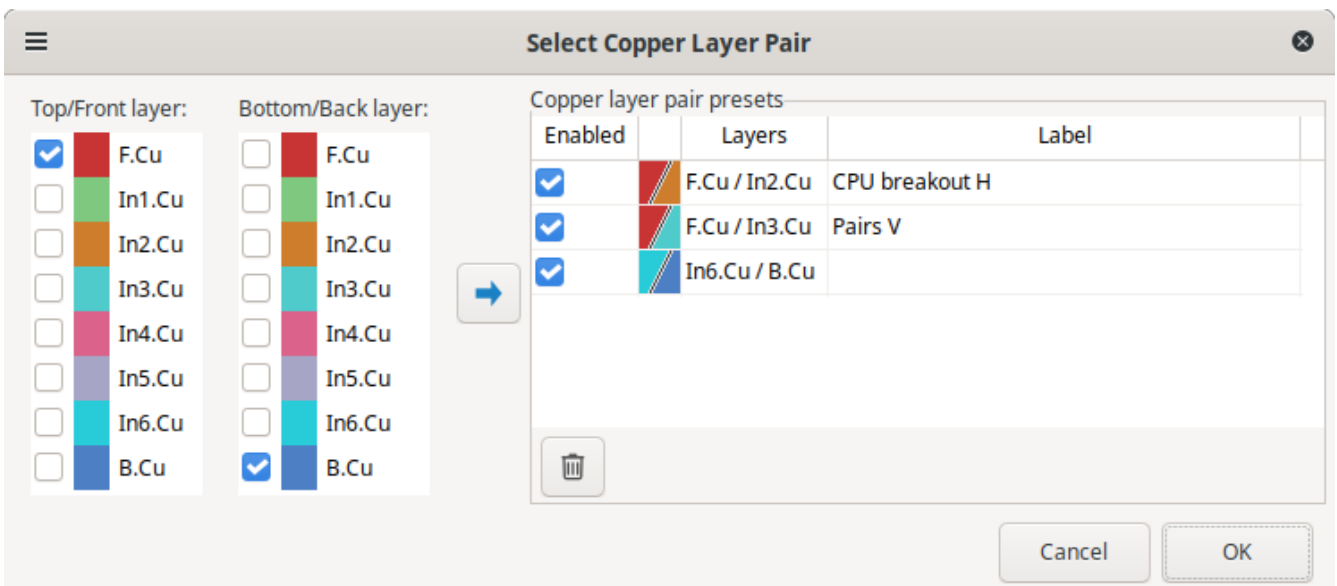 Select Copper Layer Pair
Top/Front layer:
F.Cu
In1.Cu
In2.Cu
In3.Cu
In4.Cu
In5.Cu
In6.Cu
B.Cu
Bottom/Back layer:
F.Cu
In1.Cu
In2.Cu
In3.Cu
In4.Cu
In5.Cu
In6.Cu
B.Cu
Copper layer pair presets
Enabled Layers Label
F.Cu / In2.Cu CPU breakout H
F.Cu / In3.Cu Pairs V
In6.Cu / B.Cu
Cancel OK